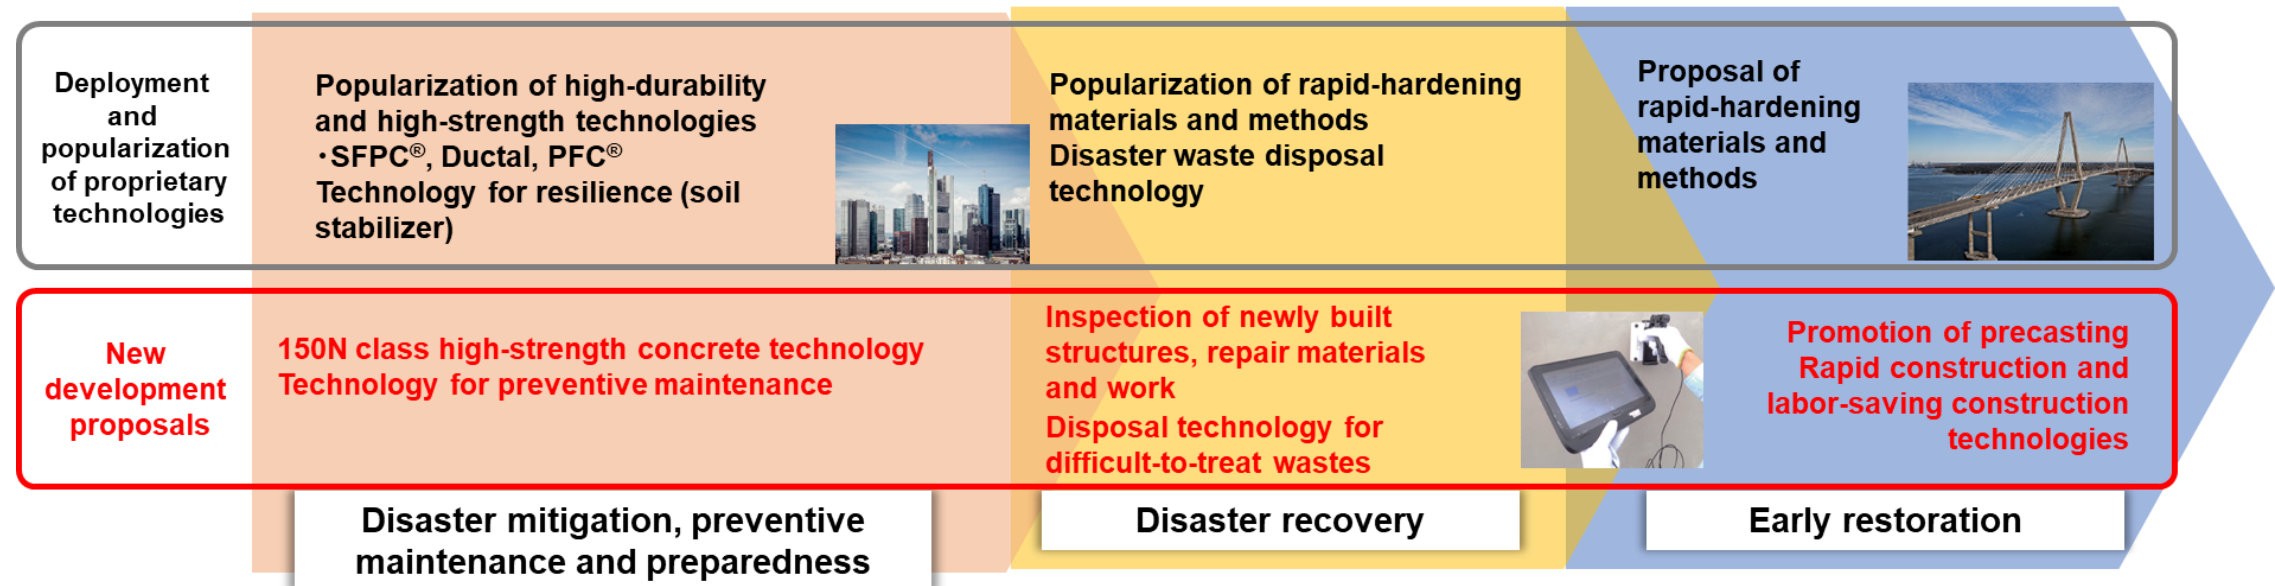 Deployment
and
popularization
of proprietary
technologies
Popularization of high-durability
and high-strength technologies
・SFPC®, Ductal, PFC®
Technology for resilience (soil
stabilizer)
Popularization of rapid-hardening
materials and methods
Disaster waste disposal
technology
Proposal of
rapid-hardening
materials and
methods
New
development
proposals
150N class high-strength concrete technology
Technology for preventive maintenance
Inspection of newly built
structures, repair materials
and work
Disposal technology for
difficult-to-treat wastes
Promotion of precasting
Rapid construction and
labor-saving construction
technologies
Disaster mitigation, preventive
maintenance and preparedness
Disaster recovery
Early restoration